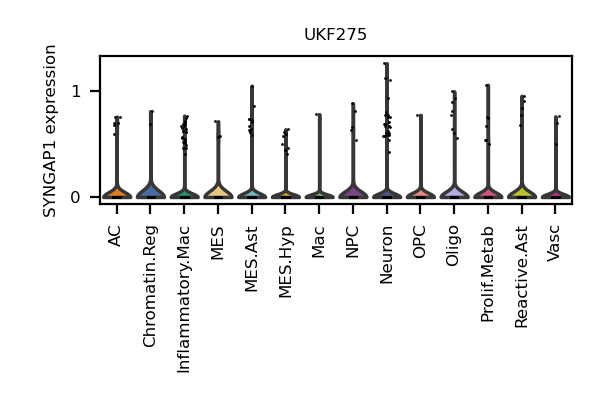 UKF275
SYNGAP1 expression
1
0
AC
Chromatin.Reg
Inflammatory.Mac
MES
MES.Ast
MES.Hyp
Mac
NPC
Neuron
OPC
Oligo
Prolif.Metab
Reactive.Ast
Vasc